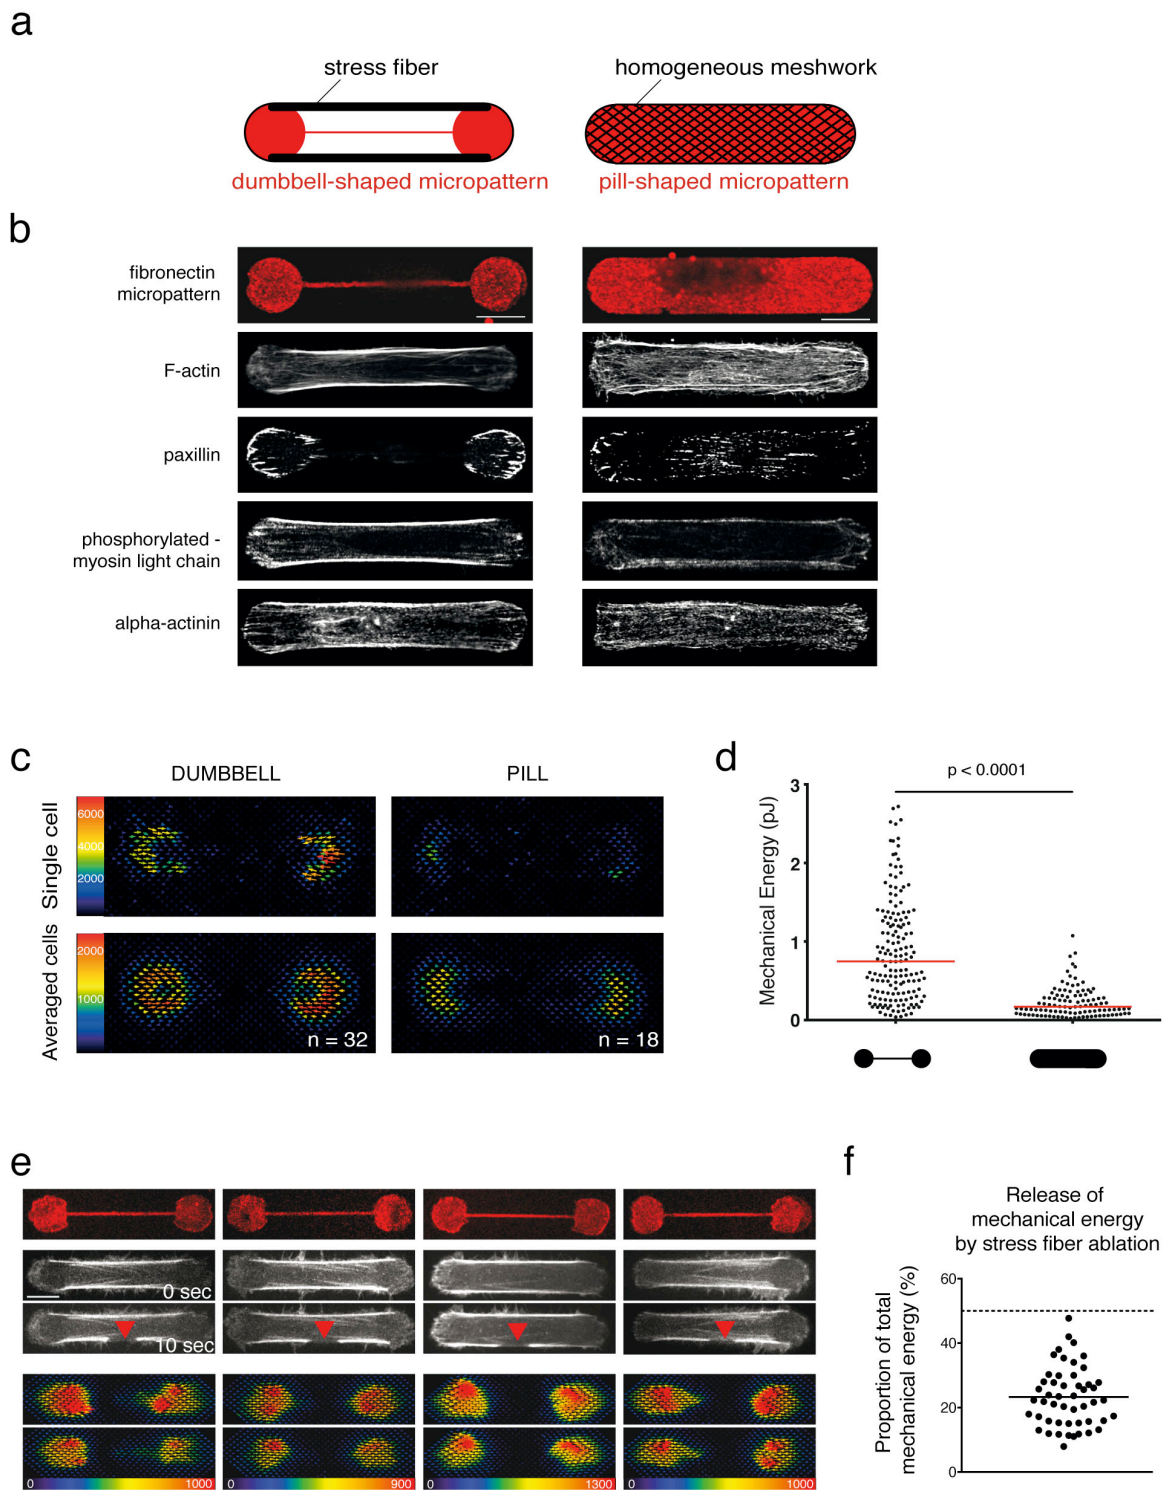 a
stress fiber
homogeneous meshwork
dumbbell-shaped micropattern
pill-shaped micropattern
b
fibronectin
micropattern
F-actin
paxillin
phosphorylated -
myosin light chain
alpha-actinin
c
DUMBBELL
PILL
Single cell
6000
4000
2000
Averaged cells
2000
1000
n = 32
n = 18
d
p < 0.0001
Mechanical Energy (pJ)
3
2
1
0
e
0 sec
10 sec
0
1000
0
900
0
1300
0
1000
f
Release of
mechanical energy
by stress fiber ablation
Proportion of total
mechanical energy (%)
60
40
20
0